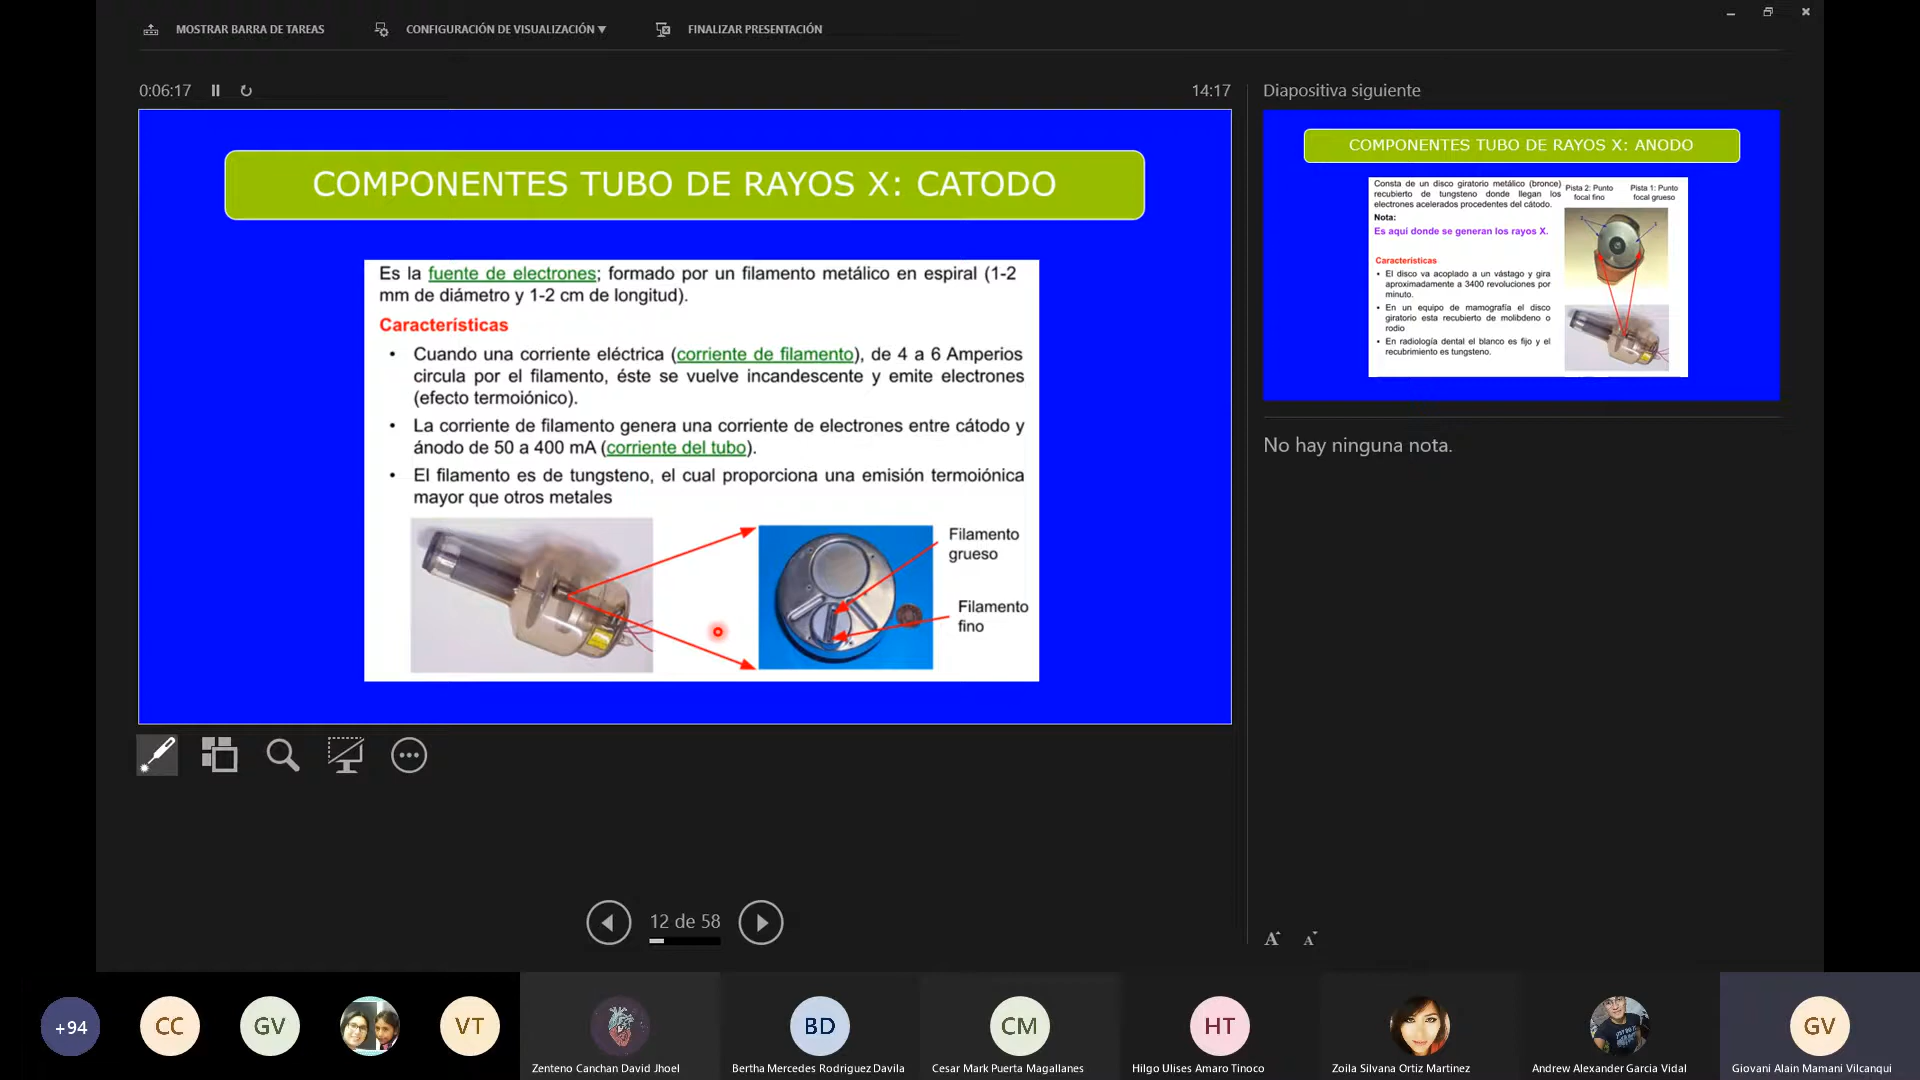 MOSTRAR BARRA DE TAREAS
CONFIGURACIÓN DE VISUALIZACIÓN ▼
FINALIZAR PRESENTACIÓN
0:06:17
14:17
COMPONENTES TUBO DE RAYOS X: CATODO
Es la fuente de electrones; formado por un filamento metálico en espiral (1-2
mm de diámetro y 1-2 cm de longitud).
Características
• Cuando una corriente eléctrica (corriente de filamento), de 4 a 6 Amperios
circula por el filamento, éste se vuelve incandescente y emite electrones
(efecto termoiónico).
• La corriente de filamento genera una corriente de electrones entre cátodo y
ánodo de 50 a 400 mA (corriente del tubo).
• El filamento es de tungsteno, el cual proporciona una emisión termoiónica
mayor que otros metales
Filamento
grueso
Filamento
fino
12 de 58
Diapositiva siguiente
COMPONENTES TUBO DE RAYOS X: ANODO
Consta de un disco giratorio metálico (bronce)
recubierto de tungsteno donde llegan los
electrones acelerados procedentes del cátodo.
Nota:
Es aquí donde se generan los rayos X.
Pista 2: Punto
focal fino
Pista 1: Punto
focal grueso
Características
• El disco va acoplado a un vástago y gira
aproximadamente a 3400 revoluciones por
minuto.
• En un equipo de mamografía el disco
giratorio esta recubierto de molibdeno o
rodio
• En radiología dental el blanco es fijo y el
recubrimiento es tungsteno.
No hay ninguna nota.
A A
+94
CC
GV
VT
Zenteno Canchan David Jhoel
BD
Bertha Mercedes Rodriguez Davila
CM
Cesar Mark Puerta Magallanes
HT
Hilgo Ulises Amaro Tinoco
Zoila Silvana Ortiz Martinez
Andrew Alexander Garcia Vidal
GV
Giovani Alain Mamani Vilcanqui